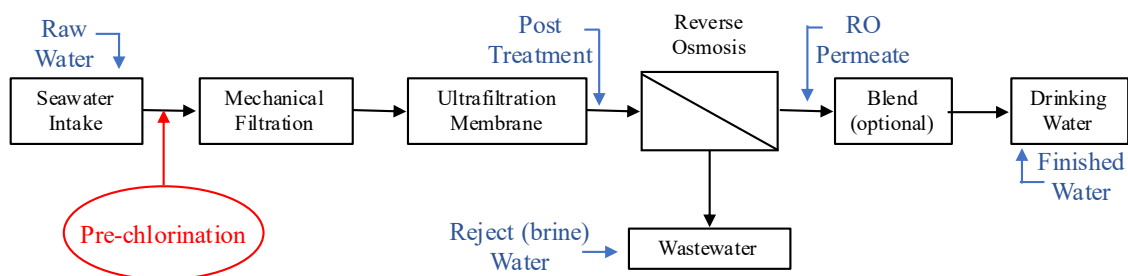 Raw
Water
Post
Treatment
Reverse
Osmosis
RO
Permeate
Seawater
Intake
Mechanical
Filtration
Ultrafiltration
Membrane
Blend
(optional)
Drinking
Water
Finished
Water
Pre-chlorination
Reject (brine)
Water
Wastewater